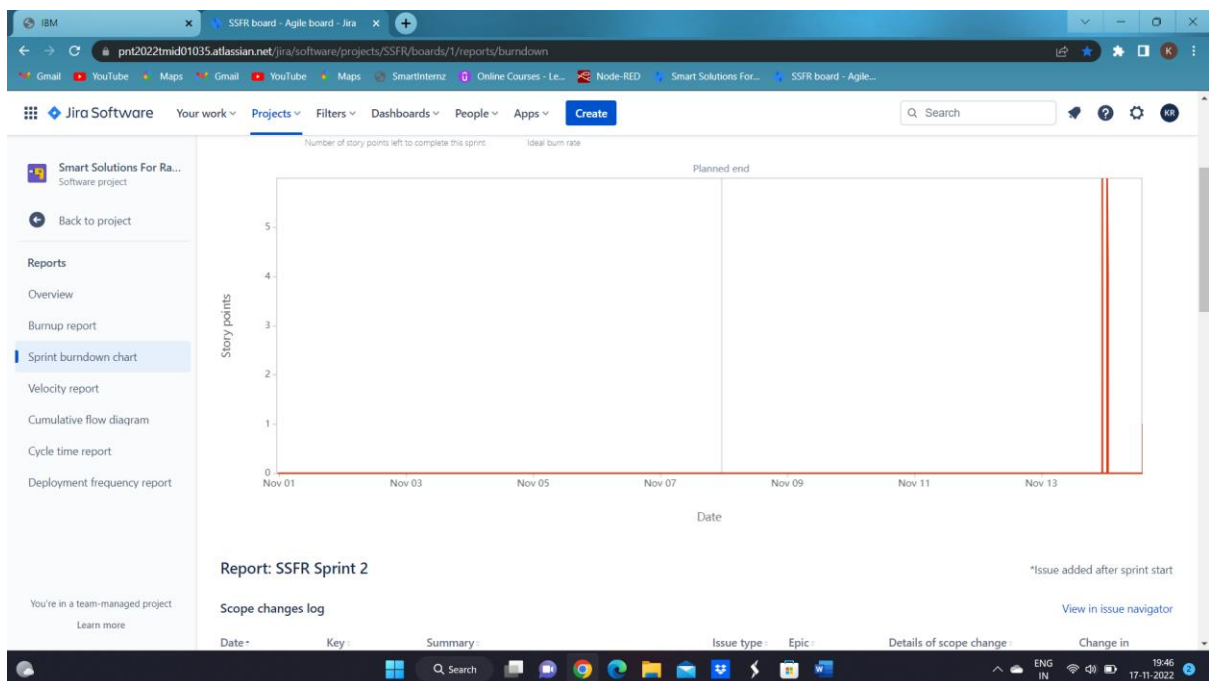 IBM
SSFR board - Agile board - Jira
pnt2022tmid01035.atlassian.net/jira/software/projects/SSFR/boards/1/reports/burndown
K
Gmail YouTube Maps Gmail YouTube Maps SmartInternz Online Courses - Le... Node-RED Smart Solutions For... SSFR board - Agile...
Jira Software Your work Projects Filters Dashboards People Apps Create Search KR
Number of story points left to complete this sprint Ideal burn rate
Smart Solutions For Ra...
Software project
Back to project
Reports
Overview
Burnup report
Sprint burndown chart
Velocity report
Cumulative flow diagram
Cycle time report
Deployment frequency report
You're in a team-managed project
Learn more
Planned end
5
4
3
2
1
0
Story points
Nov 01 Nov 03 Nov 05 Nov 07 Nov 09 Nov 11 Nov 13
Date
Report: SSFR Sprint 2
*Issue added after sprint start
Scope changes log
View in issue navigator
Date Key Summary Issue type Epic Details of scope change Change in
Search
ENG
IN
19:46
17-11-2022
2